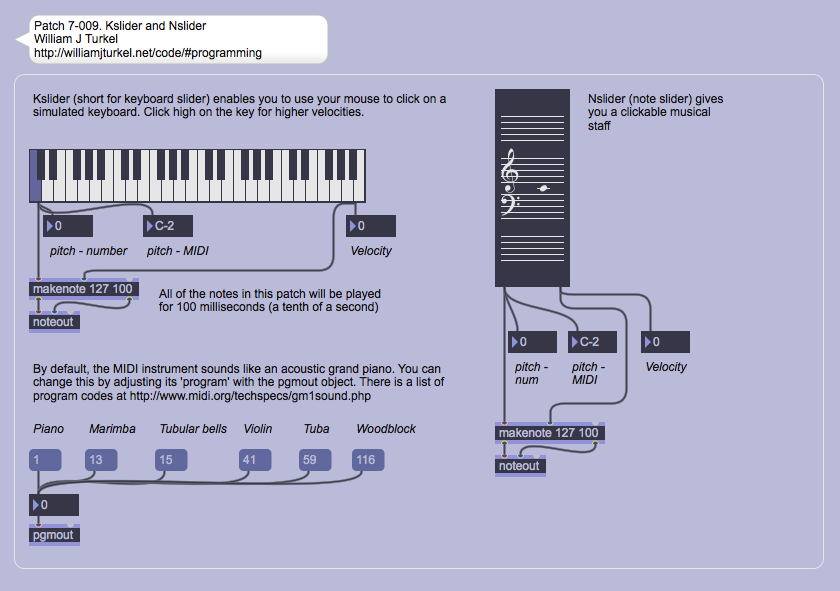 Patch 7-009. Kslider and Nslider
William J Turkel
http://williamjturkel.net/code/#programming
Kslider (short for keyboard slider) enables you to use your mouse to click on a
simulated keyboard. Click high on the key for higher velocities.
0
C-2
0
pitch - number
pitch - MIDI
Velocity
makenote 127 100
noteout
All of the notes in this patch will be played
for 100 milliseconds (a tenth of a second)
By default, the MIDI instrument sounds like an acoustic grand piano. You can
change this by adjusting its 'program' with the pgmout object. There is a list of
program codes at http://www.midi.org/techspecs/gm1sound.php
Piano
Marimba
Tubular bells
Violin
Tuba
Woodblock
1
13
15
41
59
116
0
pgmout
Nslider (note slider) gives
you a clickable musical
staff
0
C-2
0
pitch -
num
pitch -
MIDI
Velocity
makenote 127 100
noteout